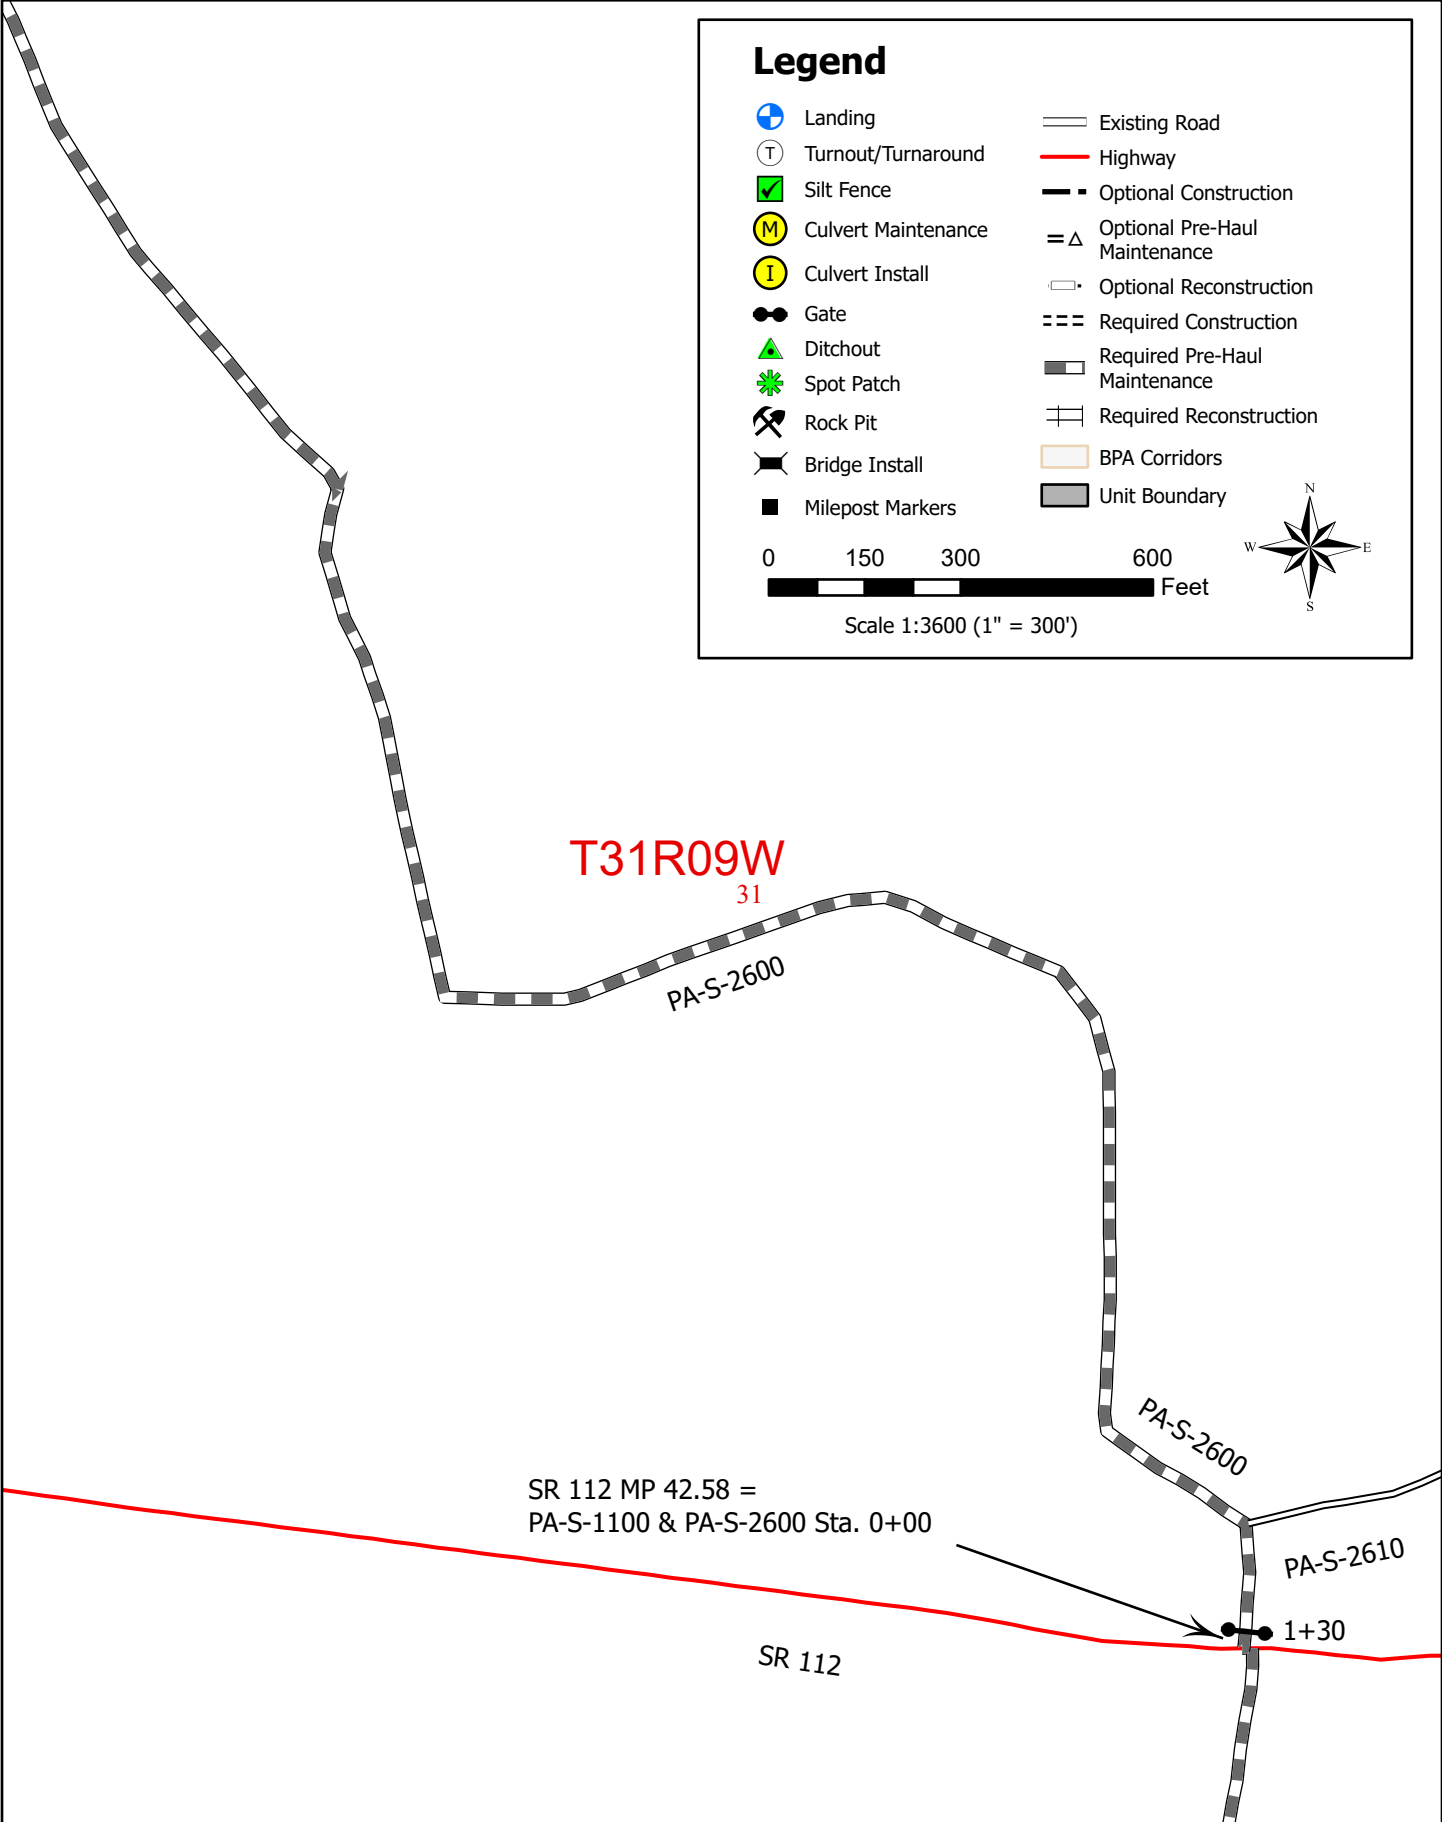 Legend
Landing
T
Turnout/Turnaround
Silt Fence
M
Culvert Maintenance
I
Culvert Install
Gate
Ditchout
Spot Patch
Rock Pit
Bridge Install
Milepost Markers
Existing Road
Highway
Optional Construction
Optional Pre-Haul
Maintenance
Optional Reconstruction
Required Construction
Required Pre-Haul
Maintenance
Required Reconstruction
BPA Corridors
Unit Boundary
N
W
E
S
0 150 300 600
Feet
Scale 1:3600 (1" = 300')
T31R09W
31
PA-S-2600
PA-S-2600
SR 112 MP 42.58 =
PA-S-1100 & PA-S-2600 Sta. 0+00
PA-S-2610
1+30
SR 112